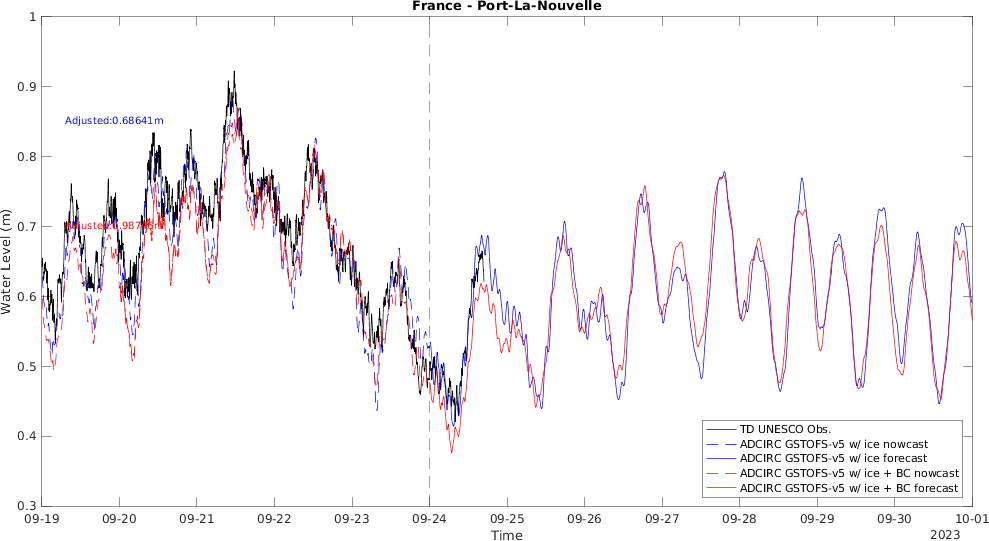 France - Port-La-Nouvelle
Water Level (m)
1
0.9
0.8
0.7
0.6
0.5
0.4
0.3
Adjusted:0.68641m
09-19
09-20
09-21
09-22
09-23
09-24
09-25
09-26
09-27
09-28
09-29
09-30
10-01
Time
2023
TD UNESCO Obs.
ADCIRC GSTOFS-v5 w/ ice nowcast
ADCIRC GSTOFS-v5 w/ ice forecast
ADCIRC GSTOFS-v5 w/ ice + BC nowcast
ADCIRC GSTOFS-v5 w/ ice + BC forecast